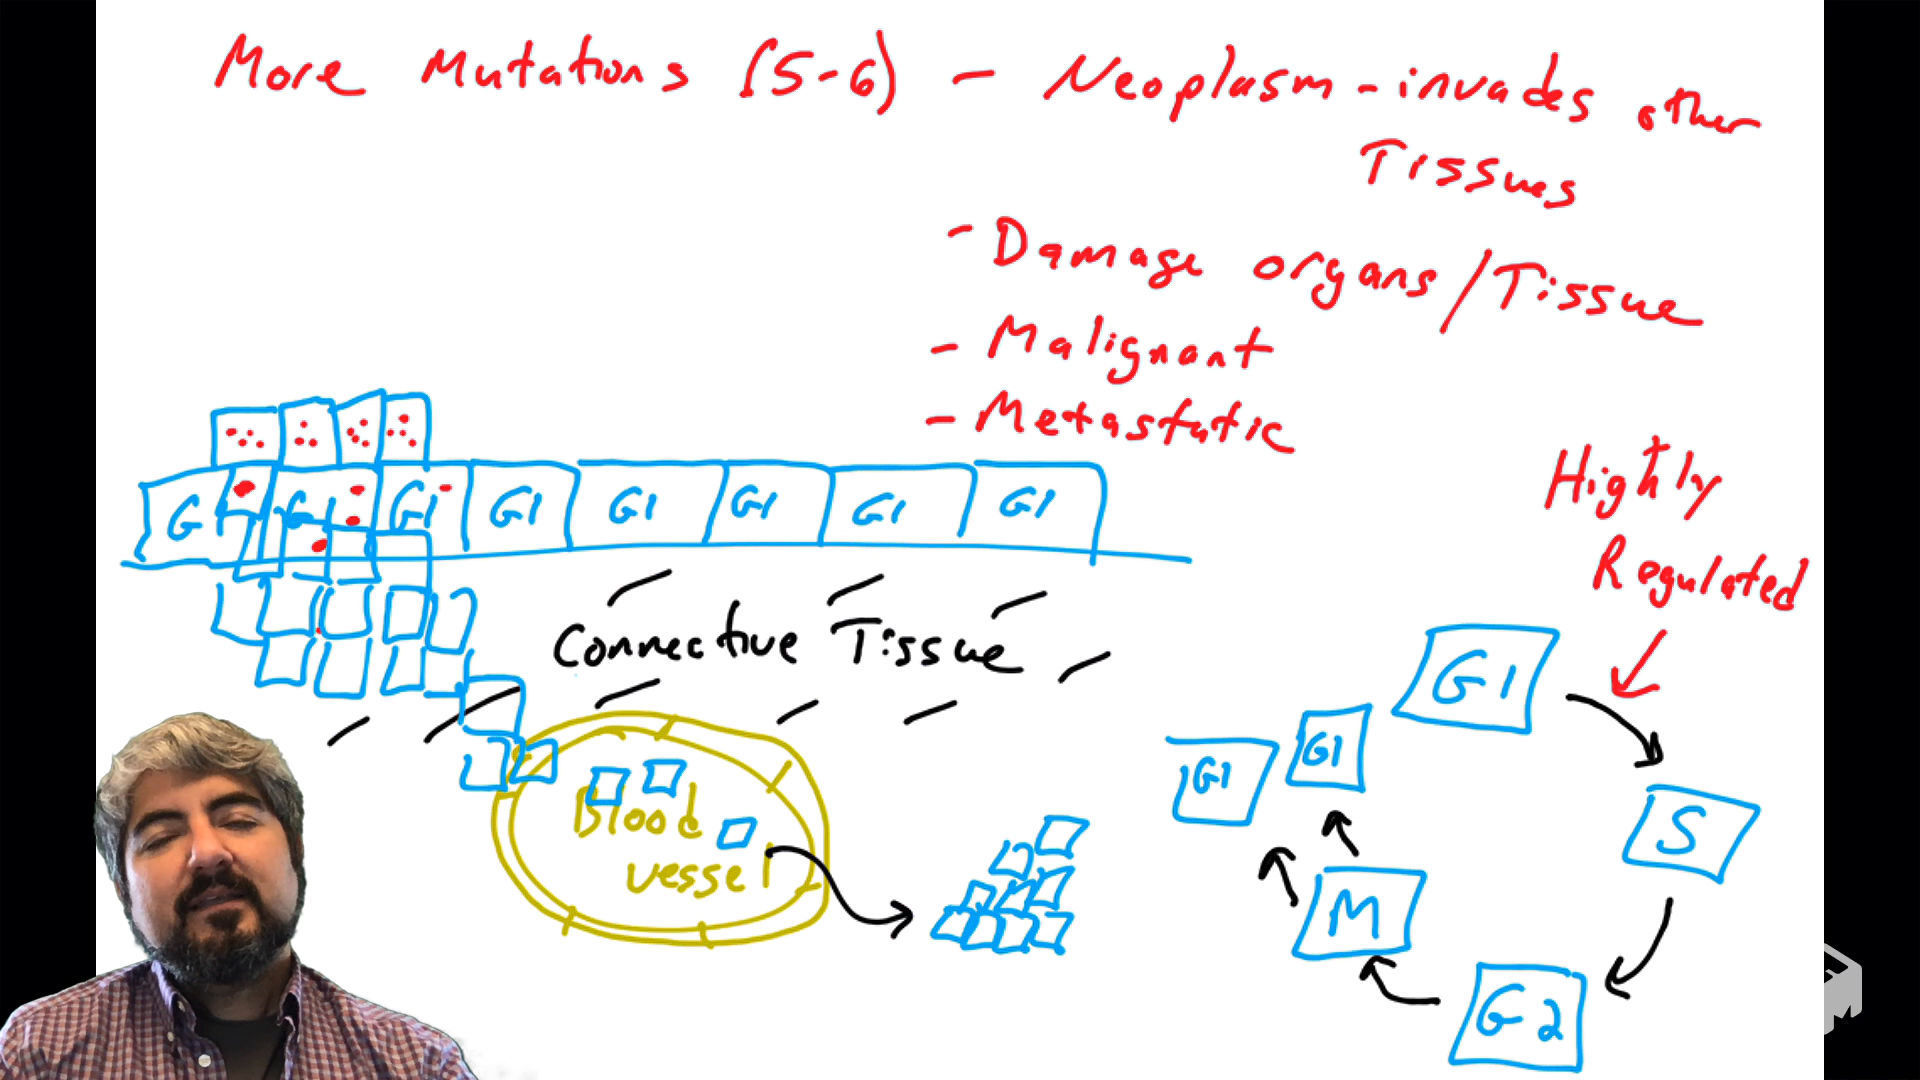 More Mutations (5-6) - Neoplasm - invades other
Tissues
- Damage organs/Tissue
- Malignant
- Metastatic
Highly
Regulated
G1 G1 G1 G1 G1 G1 G1 G1
Connective Tissue
Blood
vessel
G1
G1 G1
S
M
G2